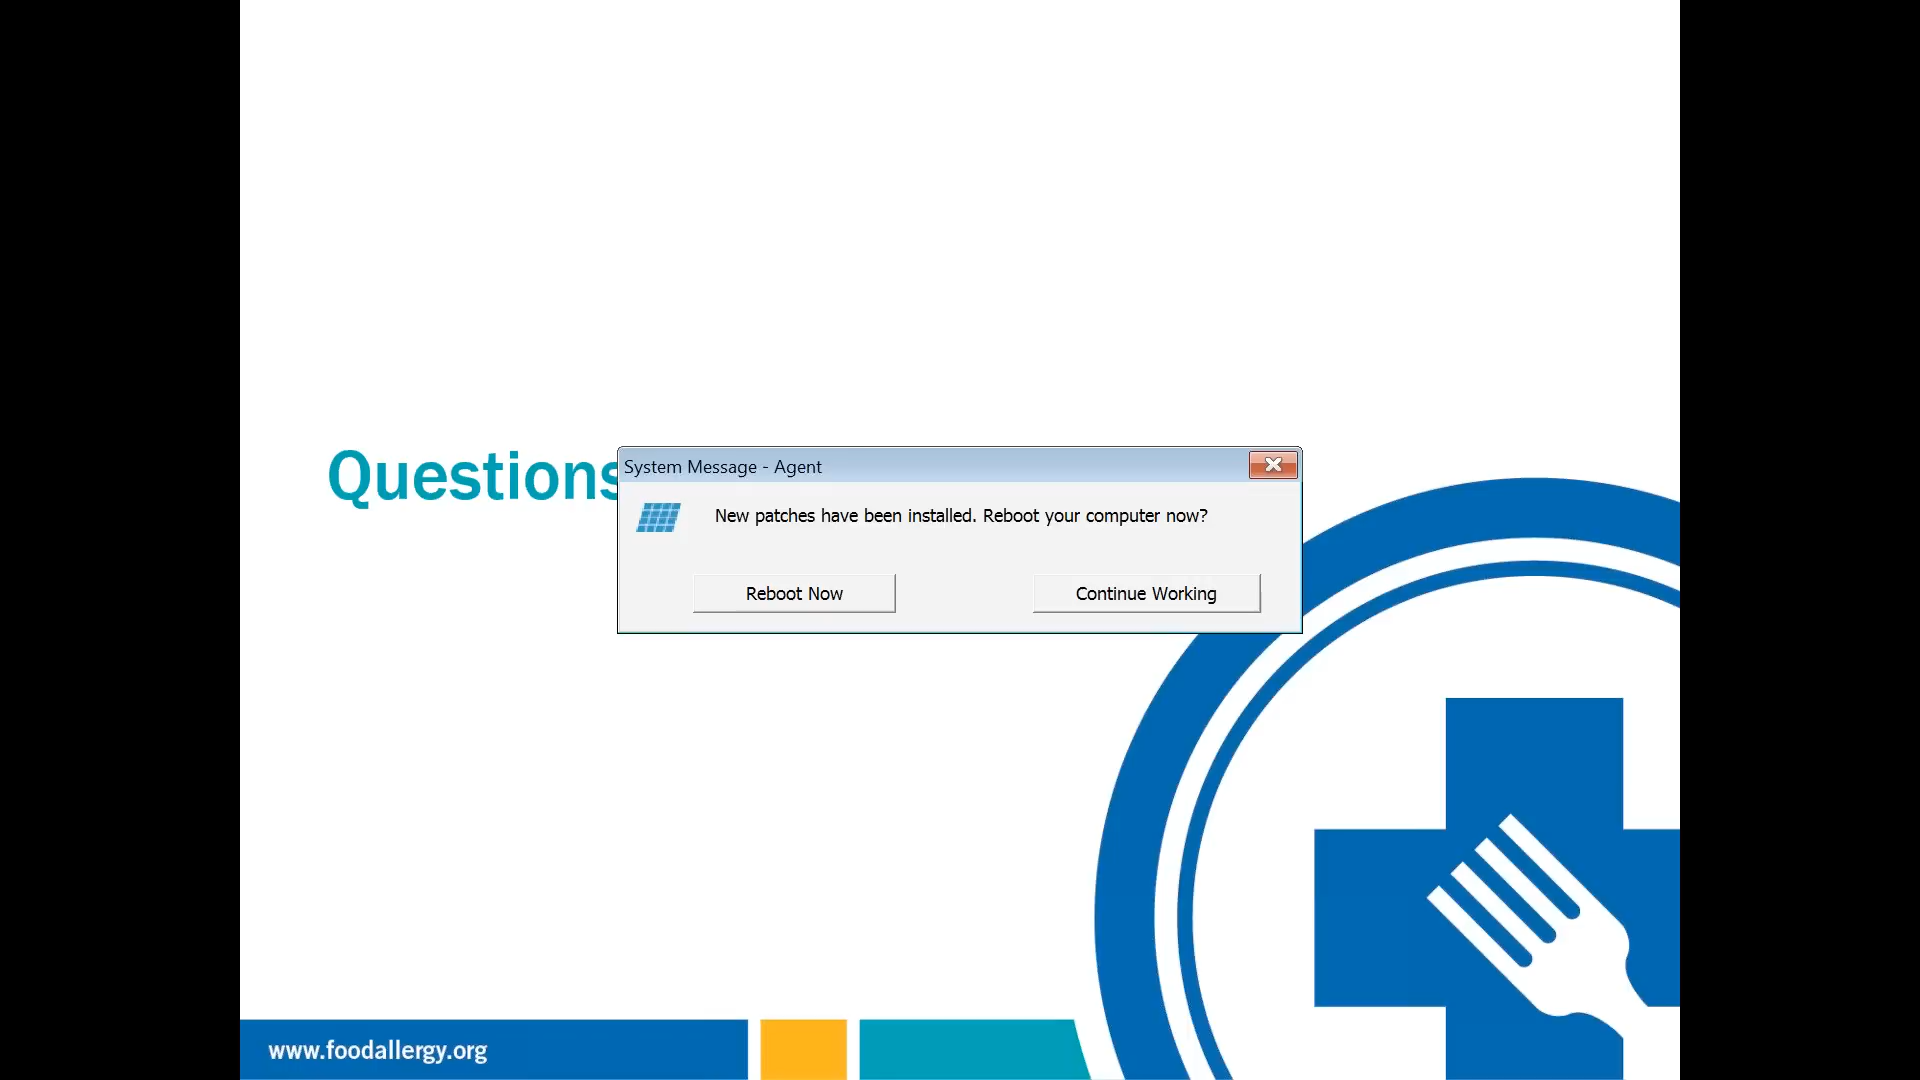 Questions
System Message - Agent
New patches have been installed. Reboot your computer now?
Reboot Now
Continue Working
www.foodallergy.org